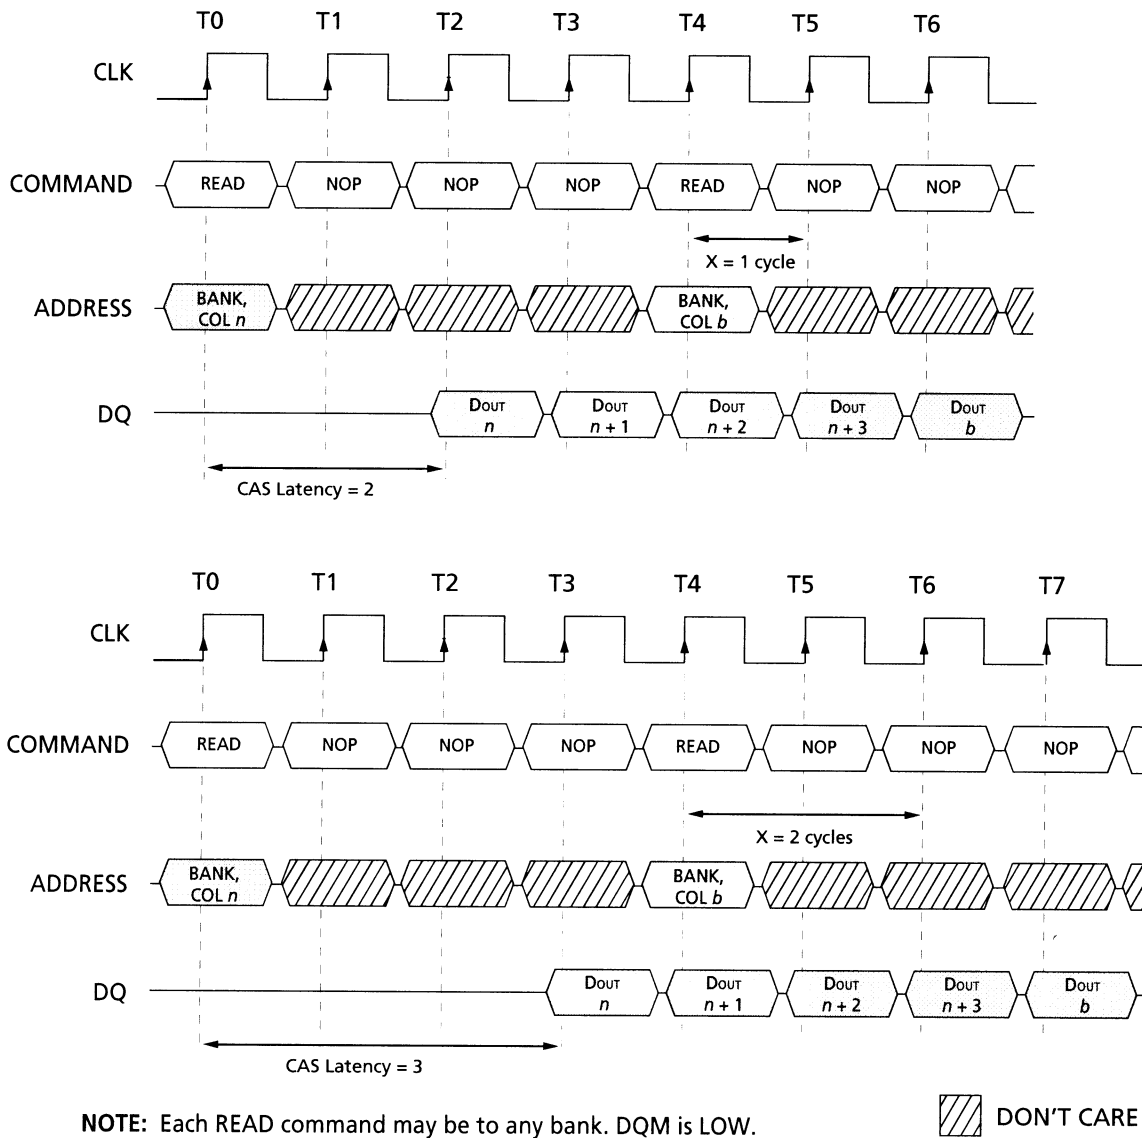 T0 T1 T2 T3 T4 T5 T6
CLK
COMMAND READ NOP NOP NOP READ NOP NOP
X = 1 cycle
ADDRESS BANK, COL n BANK, COL b
DQ DOUT n DOUT n + 1 DOUT n + 2 DOUT n + 3 DOUT b
CAS Latency = 2
T0 T1 T2 T3 T4 T5 T6 T7
CLK
COMMAND READ NOP NOP NOP READ NOP NOP NOP
X = 2 cycles
ADDRESS BANK, COL n BANK, COL b
DQ DOUT n DOUT n + 1 DOUT n + 2 DOUT n + 3 DOUT b
CAS Latency = 3
NOTE: Each READ command may be to any bank. DQM is LOW.
DON'T CARE